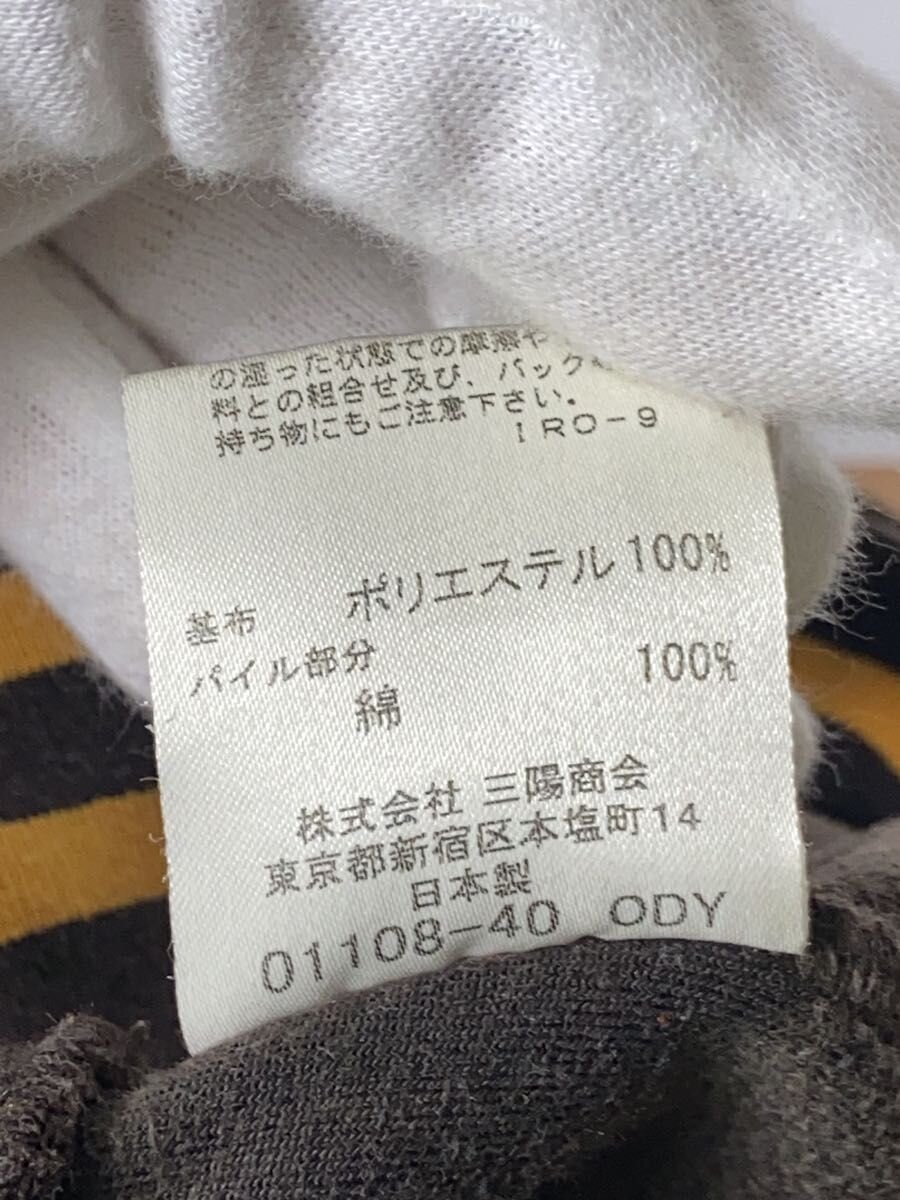 の湿った状態での摩擦や
料との組合せ及び、バック
持ち物にもご注意下さい。
IRO-9
基布 ポリエステル100%
パイル部分
綿 100%
株式会社 三陽商会
東京都新宿区本塩町14
日本製
01108-40 ODY